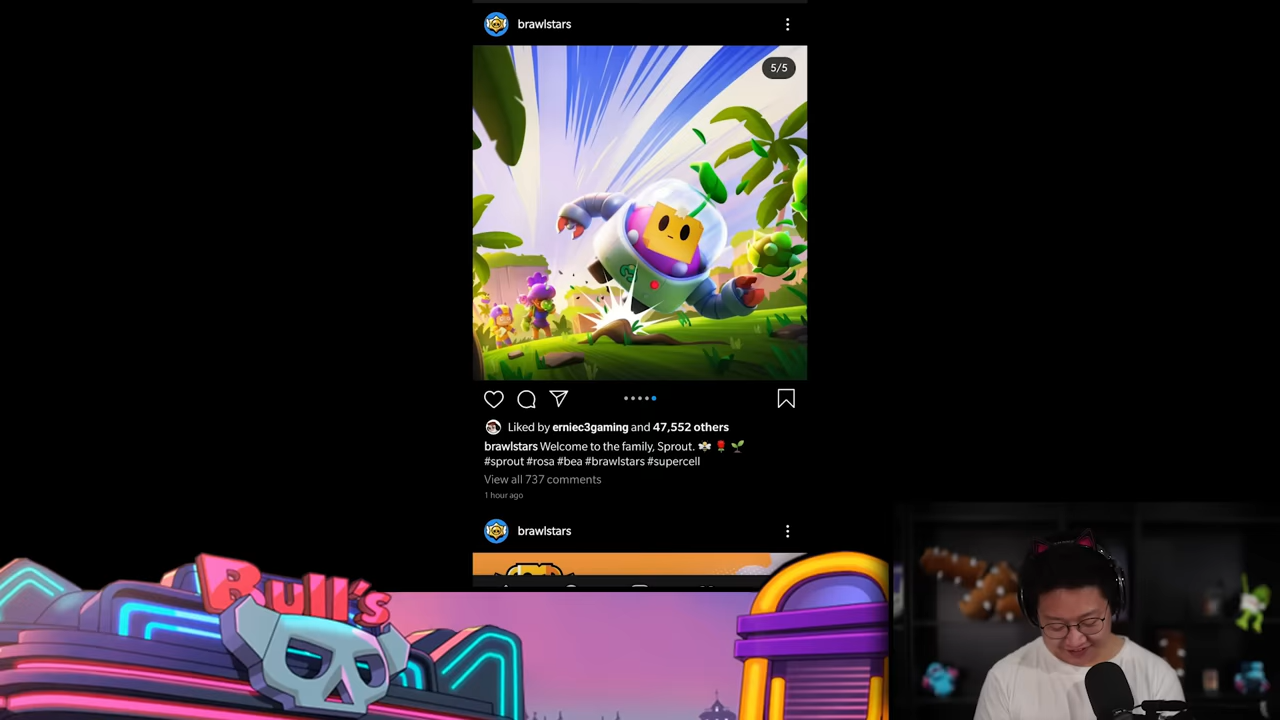 brawlstars
5/5
Liked by erniec3gaming and 47,552 others
brawlstars Welcome to the family, Sprout. 🐝🌹🌱
#sprout #rosa #bea #brawlstars #supercell
View all 737 comments
1 hour ago
brawlstars
Bull's